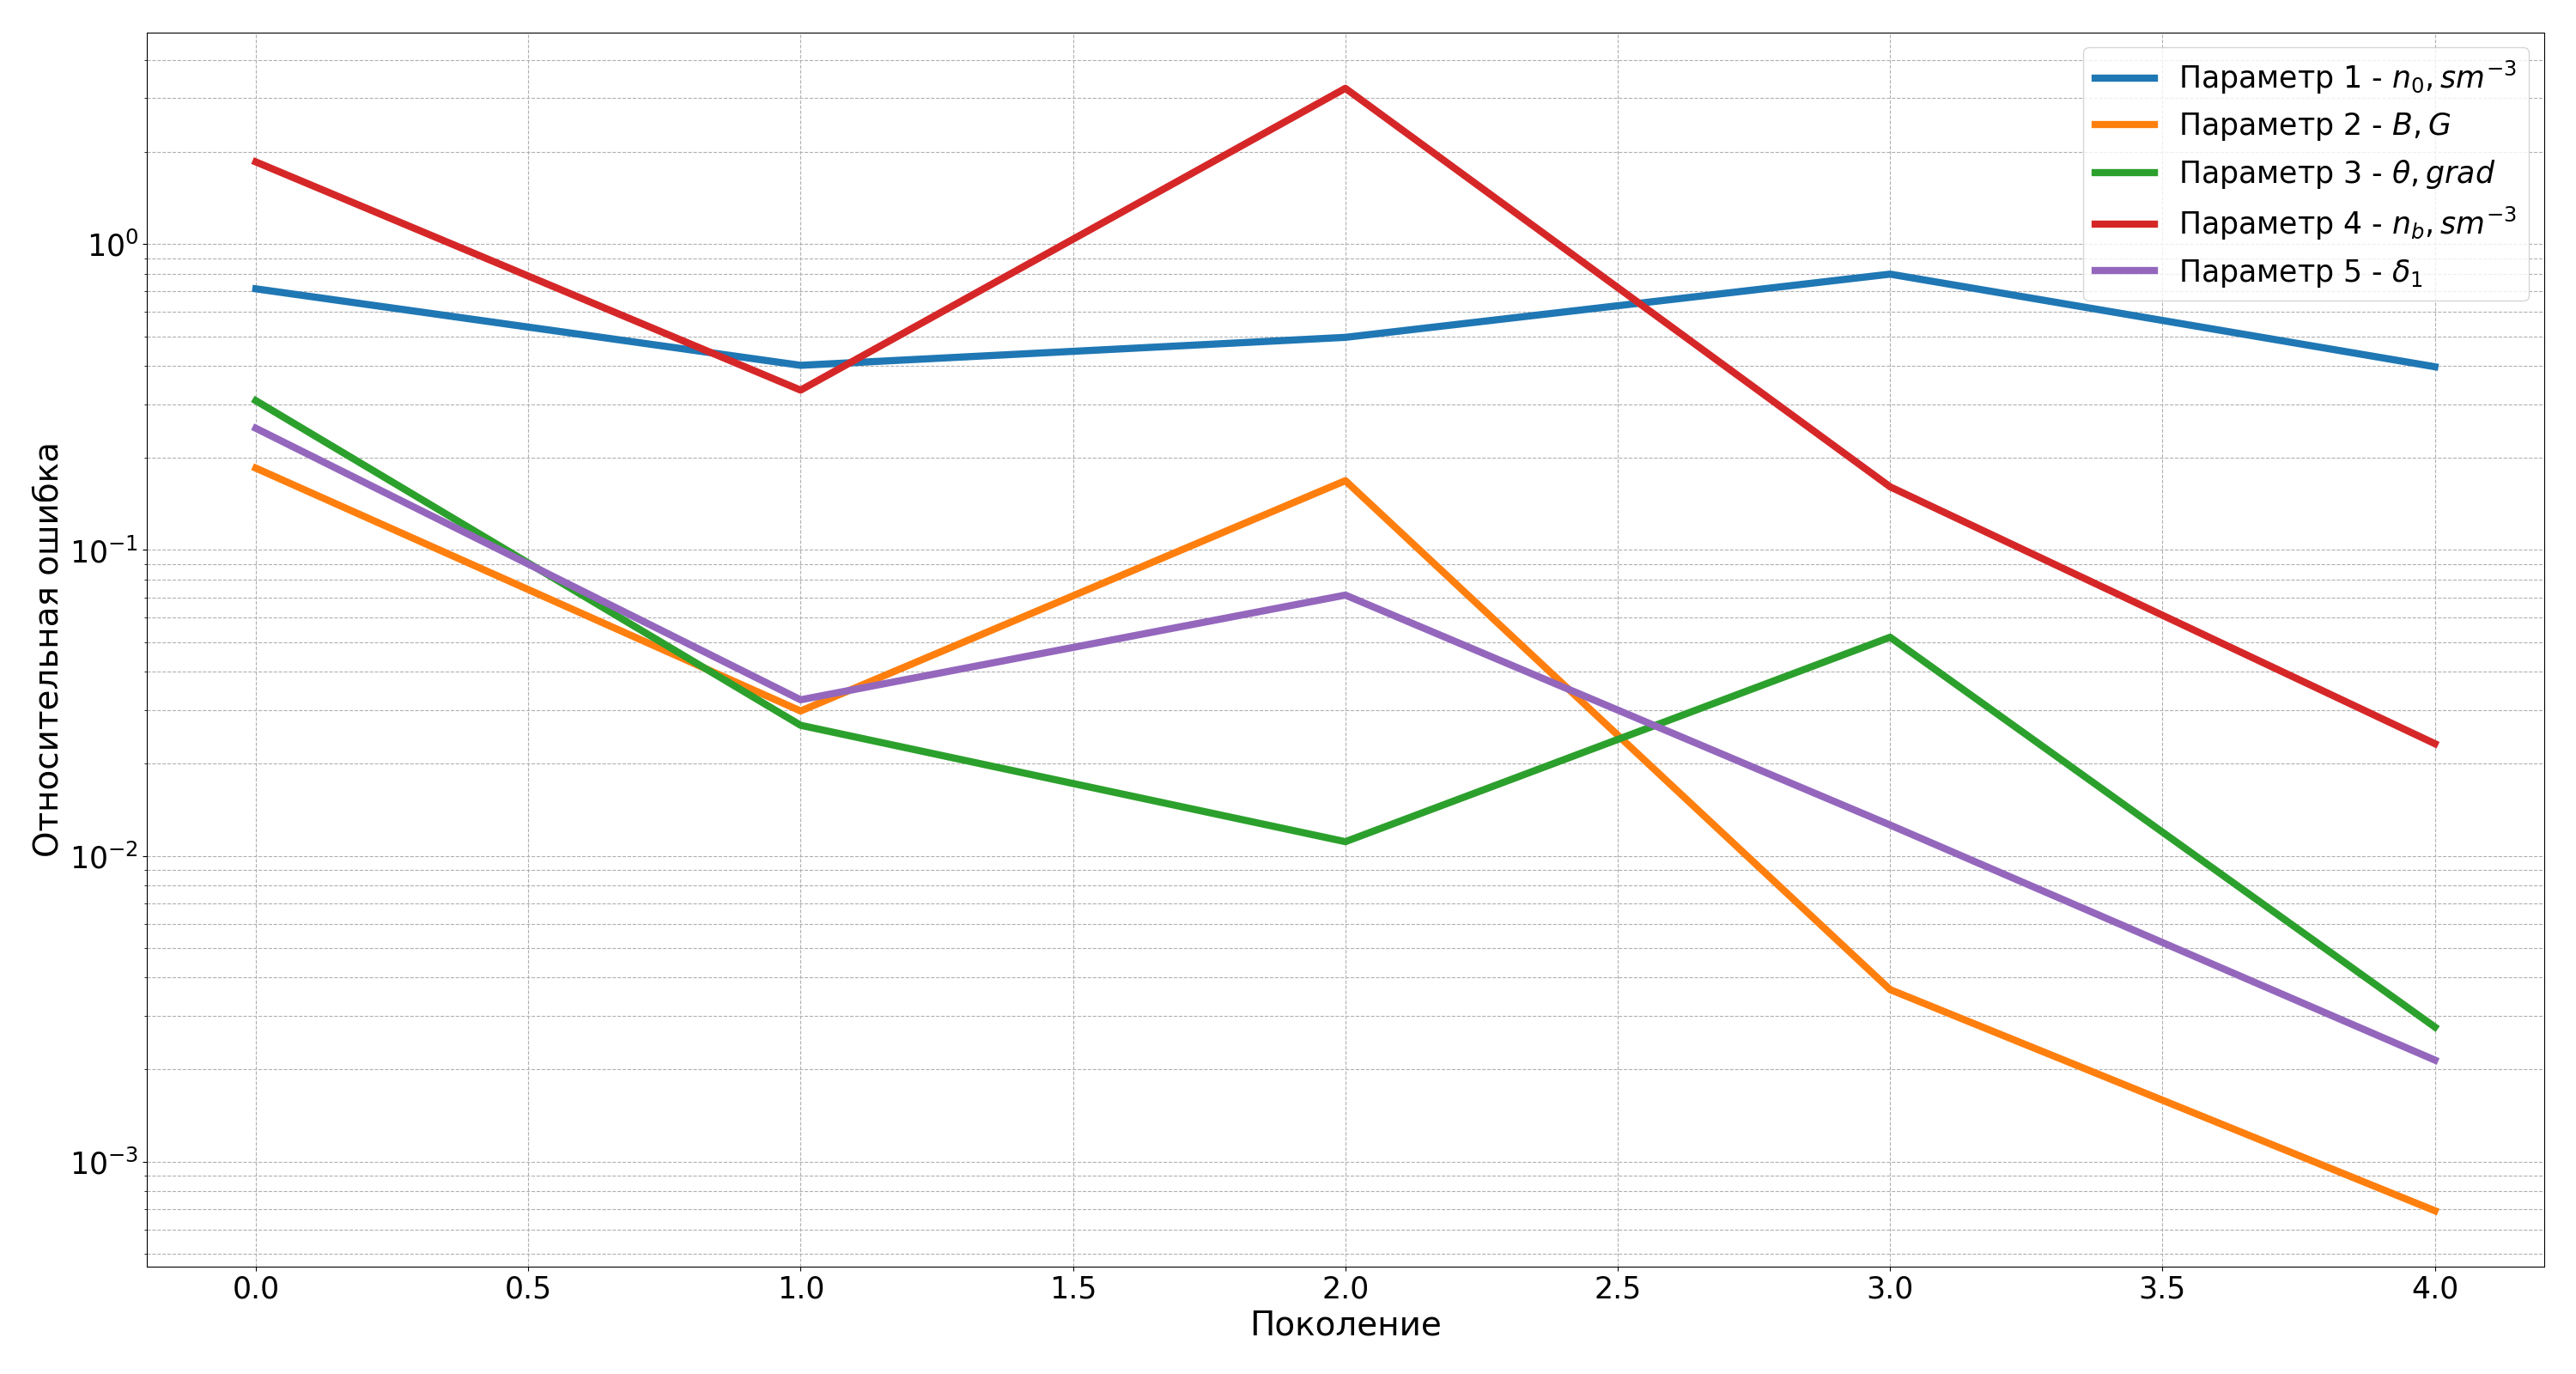 Параметр 1 - n₀, sm⁻³
Параметр 2 - B, G
Параметр 3 - θ, grad
Параметр 4 - n_b, sm⁻³
Параметр 5 - δ₁
Относительная ошибка
10⁰
10⁻¹
10⁻²
10⁻³
0.0 0.5 1.0 1.5 2.0 2.5 3.0 3.5 4.0
Поколение